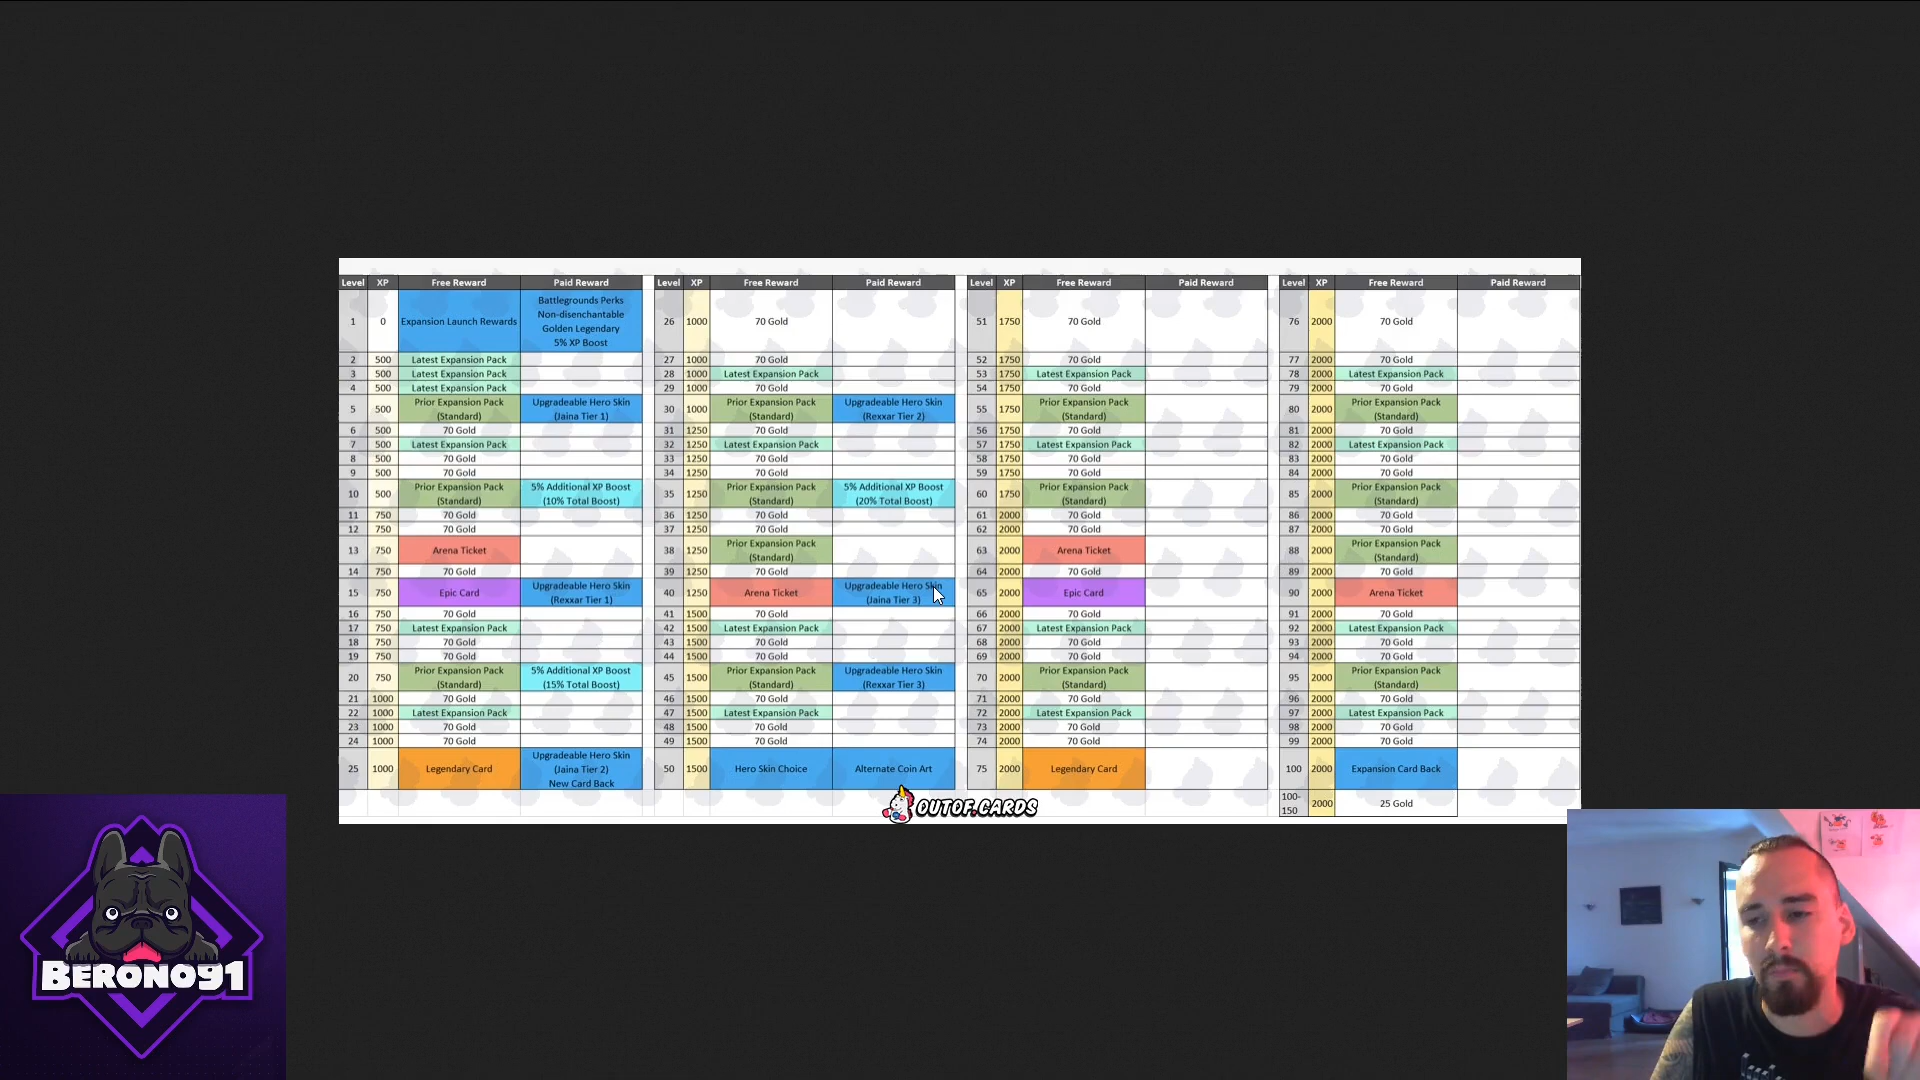 Level XP Free Reward Paid Reward
1 0 Expansion Launch Rewards Battlegrounds Perks
Non-disenchantable
Golden Legendary
5% XP Boost
2 500 Latest Expansion Pack
3 500 Latest Expansion Pack
4 500 Latest Expansion Pack
5 500 Prior Expansion Pack Upgradeable Hero Skin
(Standard) (Jaina Tier 1)
6 500 70 Gold
7 500 Latest Expansion Pack
8 500 70 Gold
9 500 70 Gold
10 500 Prior Expansion Pack 5% Additional XP Boost
(Standard) (10% Total Boost)
11 750 70 Gold
12 750 70 Gold
13 750 Arena Ticket
14 750 70 Gold
15 750 Epic Card Upgradeable Hero Skin
(Rexxar Tier 1)
16 750 70 Gold
17 750 Latest Expansion Pack
18 750 70 Gold
19 750 70 Gold
20 750 Prior Expansion Pack 5% Additional XP Boost
(Standard) (15% Total Boost)
21 1000 70 Gold
22 1000 Latest Expansion Pack
23 1000 70 Gold
24 1000 70 Gold
25 1000 Legendary Card Upgradeable Hero Skin
(Jaina Tier 2)
New Card Back
Level XP Free Reward Paid Reward
26 1000 70 Gold
27 1000 70 Gold
28 1000 Latest Expansion Pack
29 1000 70 Gold
30 1000 Prior Expansion Pack Upgradeable Hero Skin
(Standard) (Rexxar Tier 2)
31 1250 70 Gold
32 1250 Latest Expansion Pack
33 1250 70 Gold
34 1250 70 Gold
35 1250 Prior Expansion Pack 5% Additional XP Boost
(Standard) (20% Total Boost)
36 1250 70 Gold
37 1250 70 Gold
38 1250 Prior Expansion Pack
(Standard)
39 1250 70 Gold
40 1250 Arena Ticket Upgradeable Hero Skin
(Jaina Tier 3)
41 1500 70 Gold
42 1500 Latest Expansion Pack
43 1500 70 Gold
44 1500 70 Gold
45 1500 Prior Expansion Pack Upgradeable Hero Skin
(Standard) (Rexxar Tier 3)
46 1500 70 Gold
47 1500 Latest Expansion Pack
48 1500 70 Gold
49 1500 70 Gold
50 1500 Hero Skin Choice Alternate Coin Art
Level XP Free Reward Paid Reward
51 1750 70 Gold
52 1750 70 Gold
53 1750 Latest Expansion Pack
54 1750 70 Gold
55 1750 Prior Expansion Pack
(Standard)
56 1750 70 Gold
57 1750 Latest Expansion Pack
58 1750 70 Gold
59 1750 70 Gold
60 1750 Prior Expansion Pack
(Standard)
61 2000 70 Gold
62 2000 70 Gold
63 2000 Arena Ticket
64 2000 70 Gold
65 2000 Epic Card
66 2000 70 Gold
67 2000 Latest Expansion Pack
68 2000 70 Gold
69 2000 70 Gold
70 2000 Prior Expansion Pack
(Standard)
71 2000 70 Gold
72 2000 Latest Expansion Pack
73 2000 70 Gold
74 2000 70 Gold
75 2000 Legendary Card
Level XP Free Reward Paid Reward
76 2000 70 Gold
77 2000 70 Gold
78 2000 Latest Expansion Pack
79 2000 70 Gold
80 2000 Prior Expansion Pack
(Standard)
81 2000 70 Gold
82 2000 Latest Expansion Pack
83 2000 70 Gold
84 2000 70 Gold
85 2000 Prior Expansion Pack
(Standard)
86 2000 70 Gold
87 2000 70 Gold
88 2000 Prior Expansion Pack
(Standard)
89 2000 70 Gold
90 2000 Arena Ticket
91 2000 70 Gold
92 2000 Latest Expansion Pack
93 2000 70 Gold
94 2000 70 Gold
95 2000 Prior Expansion Pack
(Standard)
96 2000 70 Gold
97 2000 Latest Expansion Pack
98 2000 70 Gold
99 2000 70 Gold
100 2000 Expansion Card Back
100-
150 2000 25 Gold
OUTOF.CARDS
BERONO91